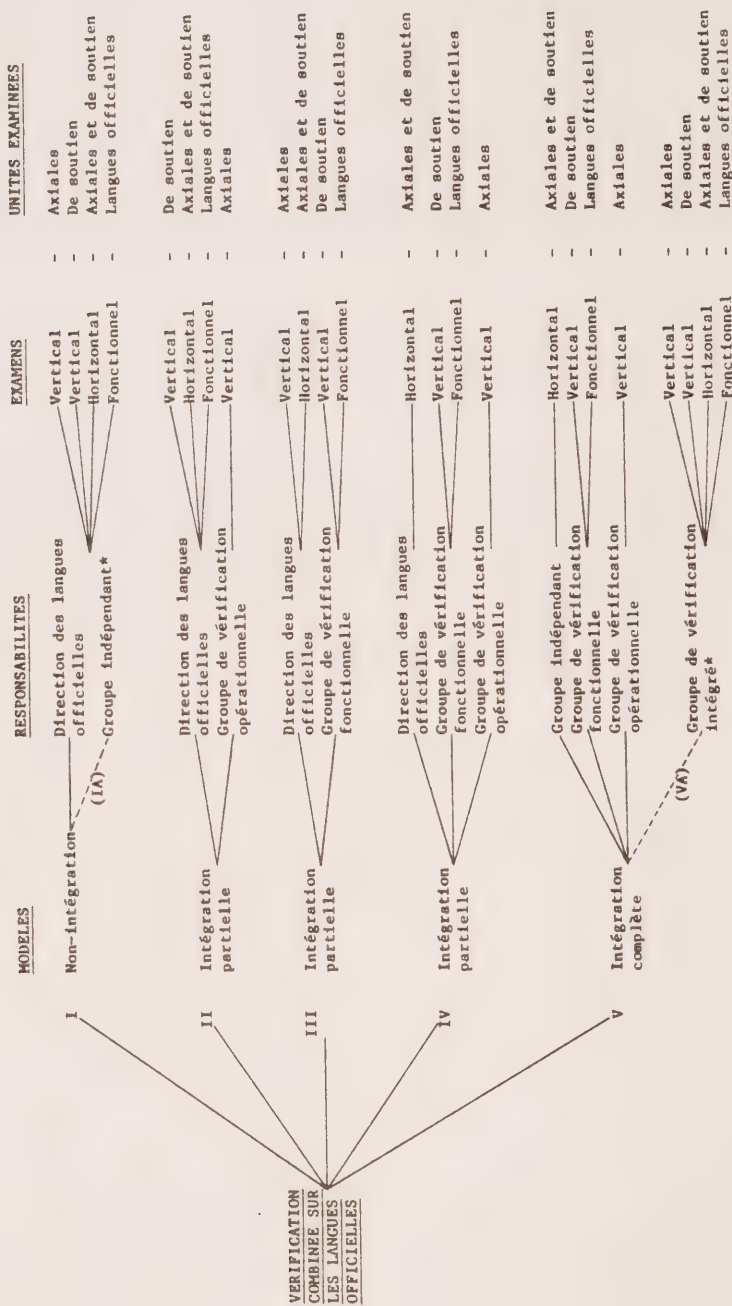 MODELES RESPONSABILITES EXAMENS UNITES EXAMINEES
VERIFICATION
COMBINEE SUR
LES LANGUES
OFFICIELLES
I Non-intégration
Direction des langues
officielles
(IA) Groupe indépendant*
Vertical - Axiales
Vertical - De soutien
Horizontal - Axiales et de soutien
Fonctionnel - Langues officielles
II Intégration
partielle
Direction des langues
officielles
Groupe de vérification
opérationnelle
Vertical - De soutien
Horizontal - Axiales et de soutien
Fonctionnel - Langues officielles
Vertical - Axiales
III Intégration
partielle
Direction des langues
officielles
Groupe de vérification
fonctionnelle
Vertical - Axiales
Horizontal - Axiales et de soutien
Vertical - De soutien
Fonctionnel - Langues officielles
IV Intégration
partielle
Direction des langues
officielles
Groupe de vérification
fonctionnelle
Groupe de vérification
opérationnelle
Horizontal - Axiales et de soutien
Vertical - De soutien
Fonctionnel - Langues officielles
Vertical - Axiales
V Intégration
complète
Groupe indépendant
Groupe de vérification
fonctionnelle
Groupe de vérification
opérationnelle
Horizontal - Axiales et de soutien
Vertical - De soutien
Fonctionnel - Langues officielles
Vertical - Axiales
(VA) Groupe de vérification
intégré*
Vertical - Axiales
Vertical - De soutien
Horizontal - Axiales et de soutien
Fonctionnel - Langues officielles